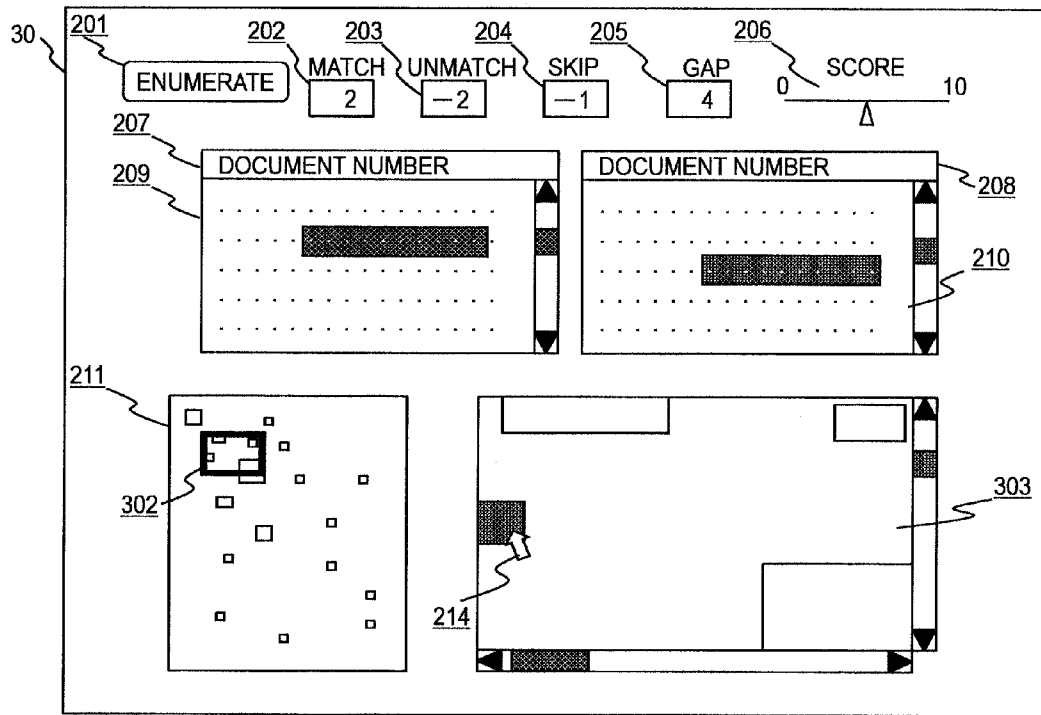 30
201
202
203
204
205
206
MATCH
UNMATCH
SKIP
GAP
SCORE
ENUMERATE
2
−2
−1
4
0
10
207
DOCUMENT NUMBER
DOCUMENT NUMBER
208
209
210
211
302
303
214